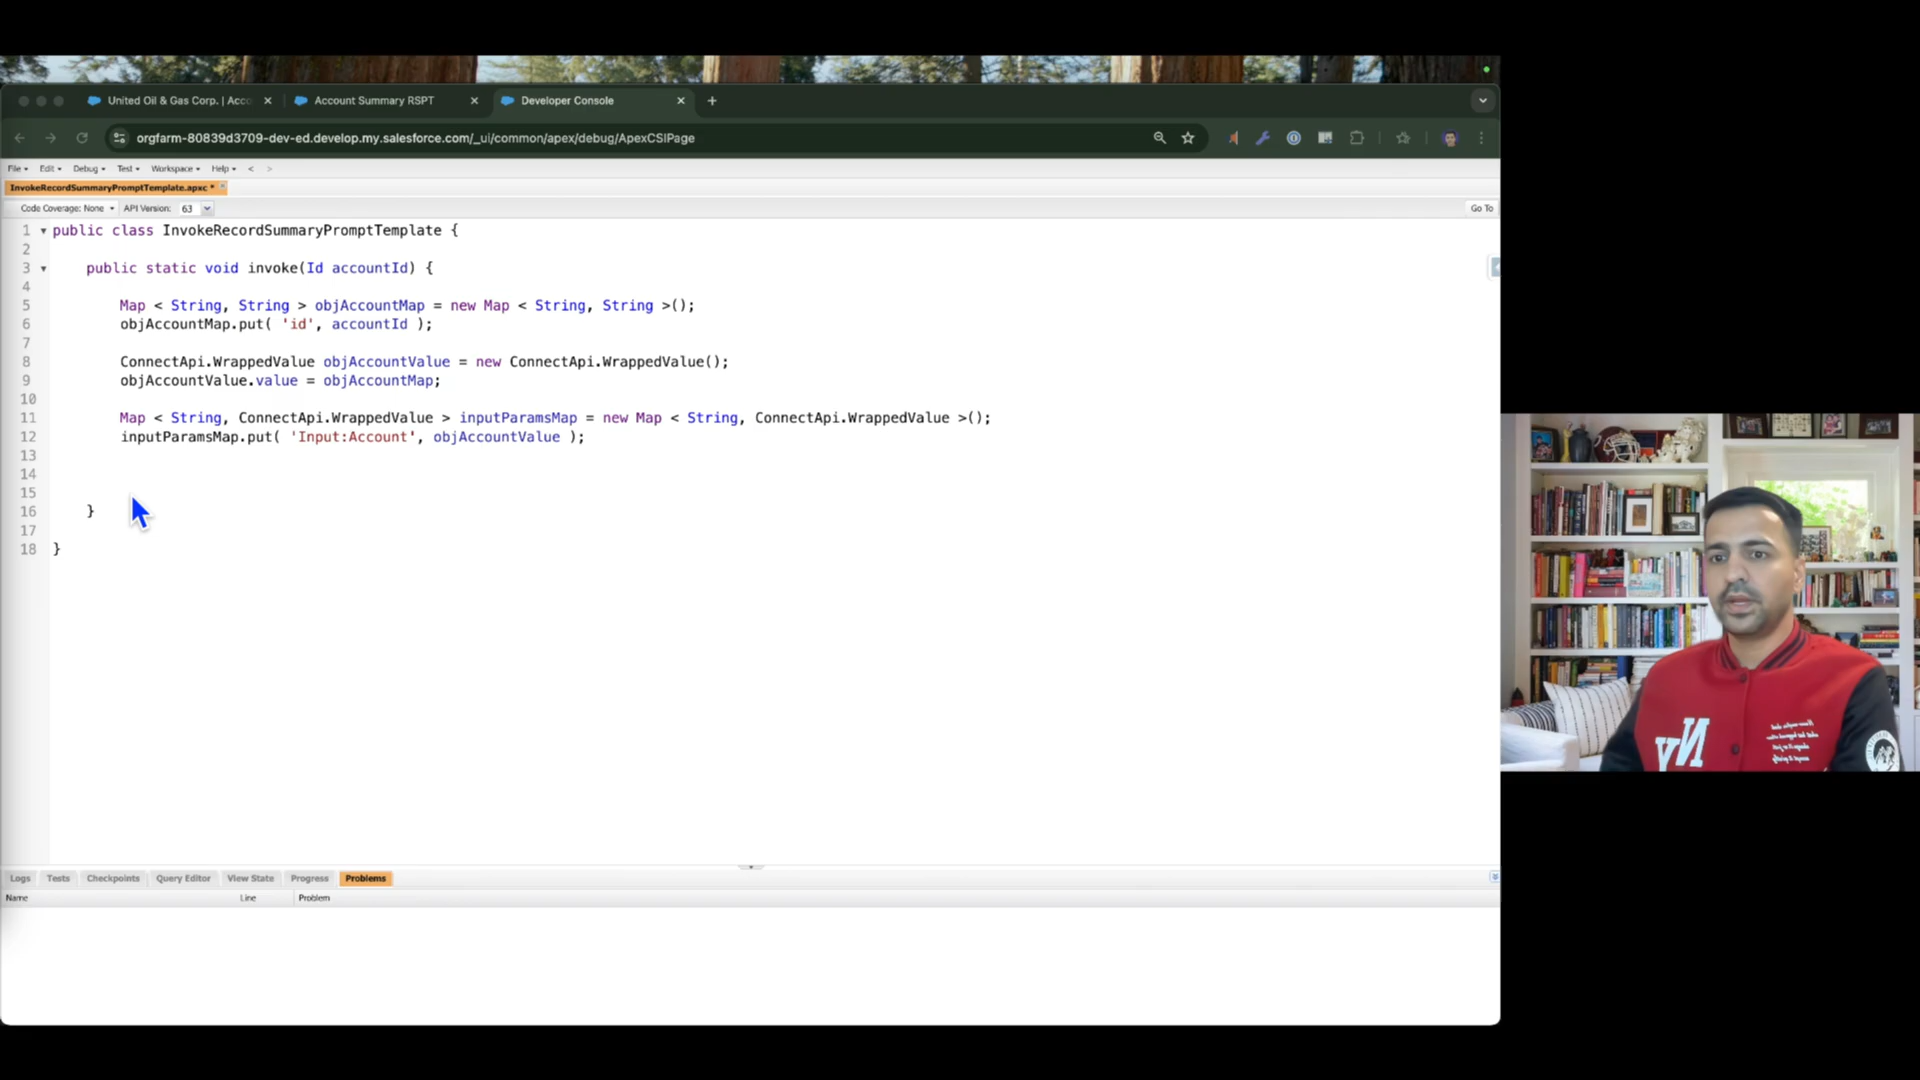 United Oil & Gas Corp. | Acco
Account Summary RSPT
Developer Console
orgfarm-80839d3709-dev-ed.develop.my.salesforce.com/_ui/common/apex/debug/ApexCSIPage
File Edit Debug Test Workspace Help < >
InvokeRecordSummaryPromptTemplate.apxc *
Code Coverage: None API Version: 63 Go To
1 public class InvokeRecordSummaryPromptTemplate {
2
3 public static void invoke(Id accountId) {
4
5 Map < String, String > objAccountMap = new Map < String, String >();
6 objAccountMap.put( 'id', accountId );
7
8 ConnectApi.WrappedValue objAccountValue = new ConnectApi.WrappedValue();
9 objAccountValue.value = objAccountMap;
10
11 Map < String, ConnectApi.WrappedValue > inputParamsMap = new Map < String, ConnectApi.WrappedValue >();
12 inputParamsMap.put( 'Input:Account', objAccountValue );
13
14
15
16 }
17
18 }
Logs Tests Checkpoints Query Editor View State Progress Problems
Name Line Problem